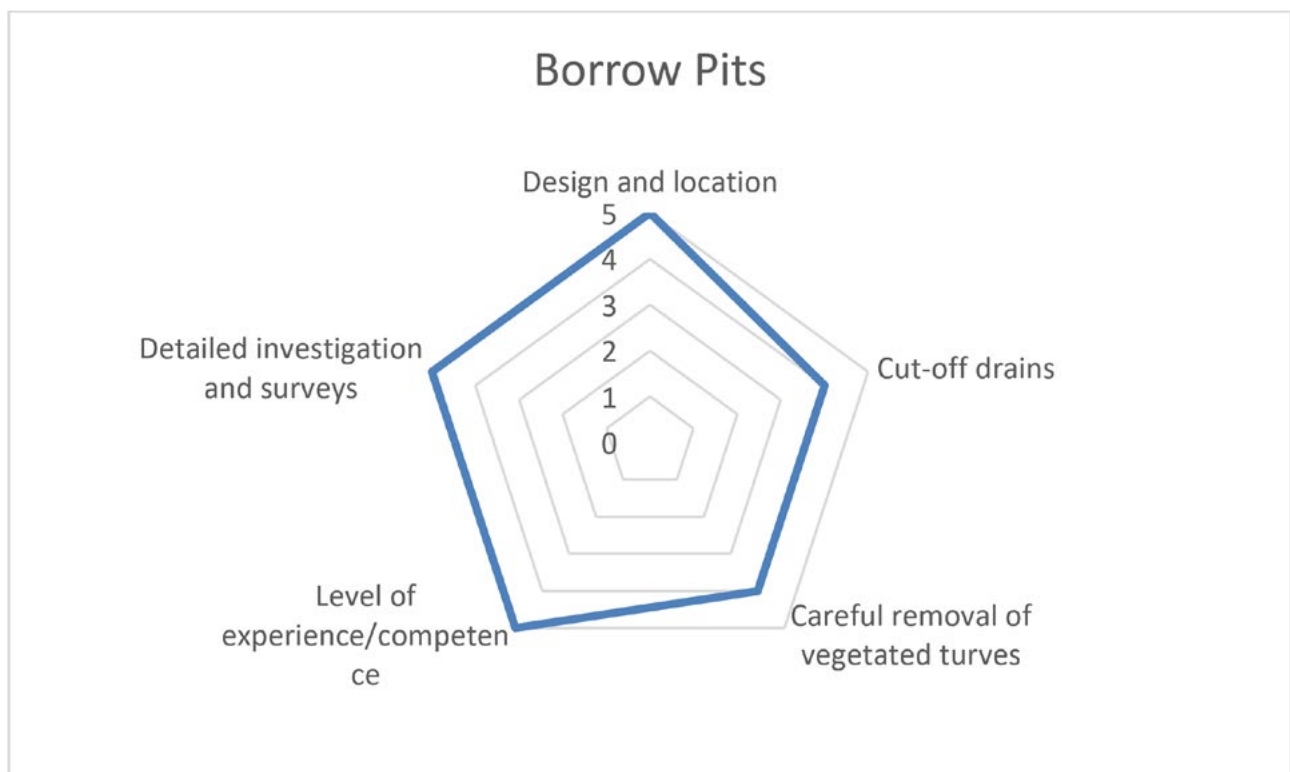 Borrow Pits
Design and location
5
4
3
2
1
0
Cut-off drains
Careful removal of
vegetated turves
Level of
experience/competen
ce
Detailed investigation
and surveys